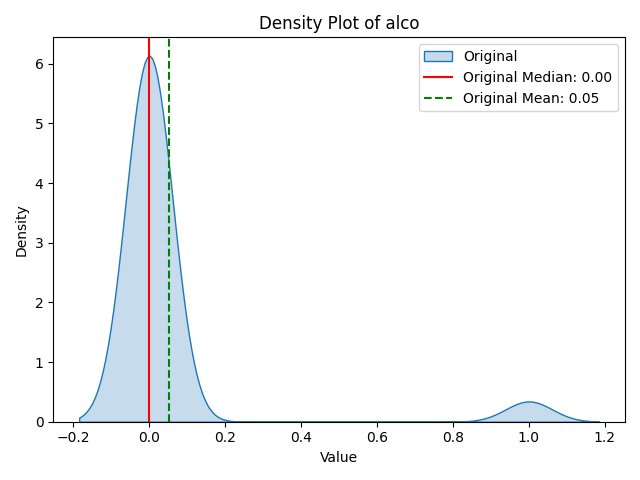 Density Plot of alco
Original
Original Median: 0.00
Original Mean: 0.05
Density
6
5
4
3
2
1
0
−0.2 0.0 0.2 0.4 0.6 0.8 1.0 1.2
Value